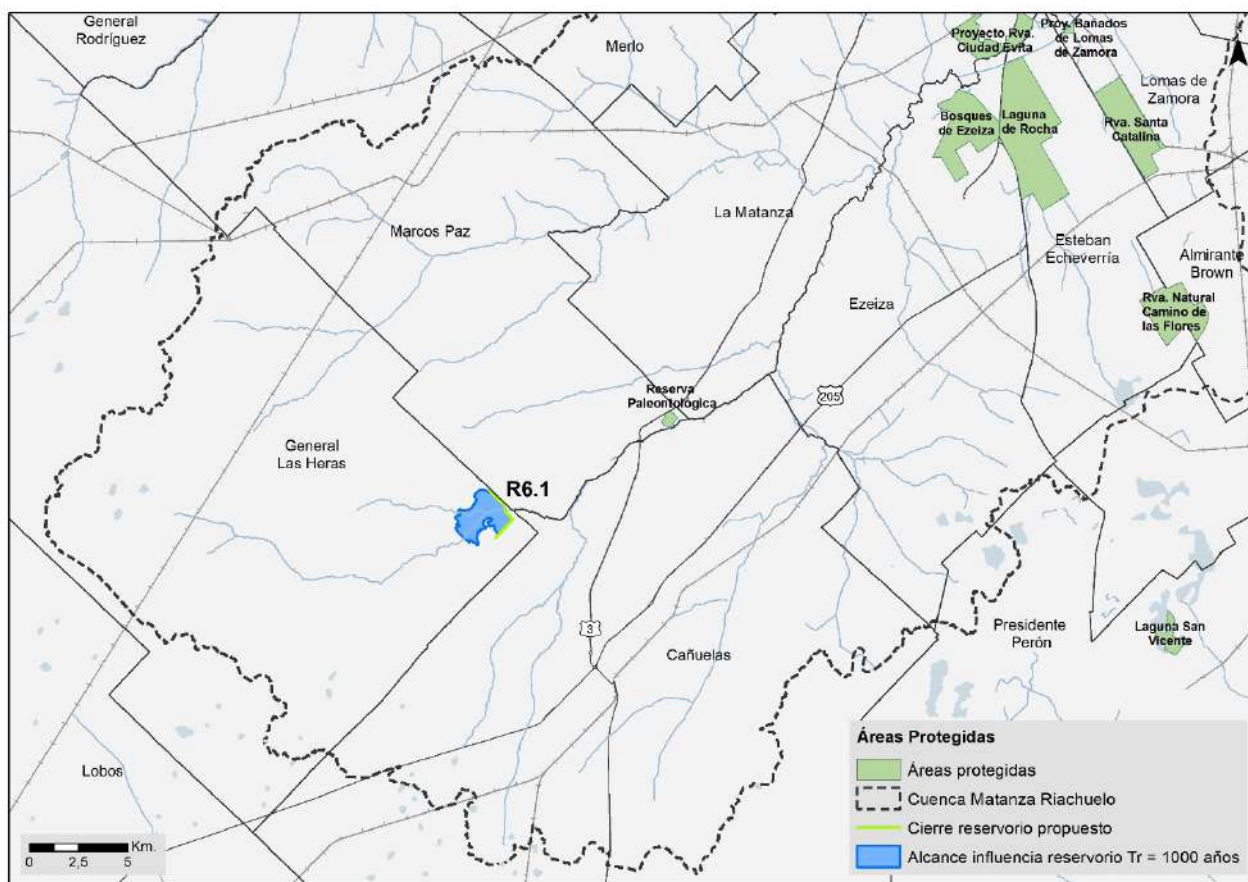 General
Rodríguez
Merlo
Proyecto Rva.
Ciudad Evita
Proy. Bañados
de Lomas
de Zamora
Lomas de
Zamora
Bosques
de Ezeiza
Laguna
de Rocha
Rva. Santa
Catalina
La Matanza
Marcos Paz
Esteban
Echeverría
Almirante
Brown
Ezeiza
Rva. Natural
Camino de
las Flores
Reserva
Paleontológica
205
General
Las Heras
R6.1
3
Cañuelas
Presidente
Perón
Laguna San
Vicente
Lobos
Áreas Protegidas
Áreas protegidas
Cuenca Matanza Riachuelo
Cierre reservorio propuesto
Alcance influencia reservorio Tr = 1000 años
Km.
0 2,5 5